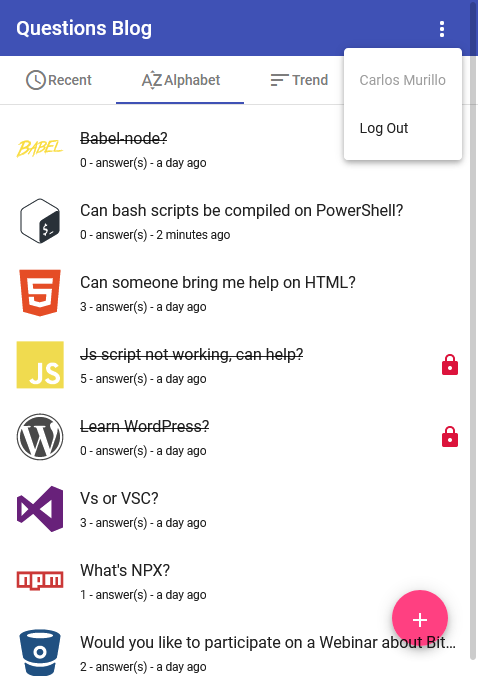 Questions Blog
Recent
Alphabet
Trend
Carlos Murillo
Log Out
BABEL
Babel-node?
0 - answer(s) - a day ago
Can bash scripts be compiled on PowerShell?
0 - answer(s) - 2 minutes ago
$_
Can someone bring me help on HTML?
3 - answer(s) - a day ago
JS
Js script not working, can help?
5 - answer(s) - a day ago
Learn WordPress?
0 - answer(s) - a day ago
Vs or VSC?
3 - answer(s) - a day ago
npm
What's NPX?
1 - answer(s) - a day ago
Would you like to participate on a Webinar about Bit...
2 - answer(s) - a day ago